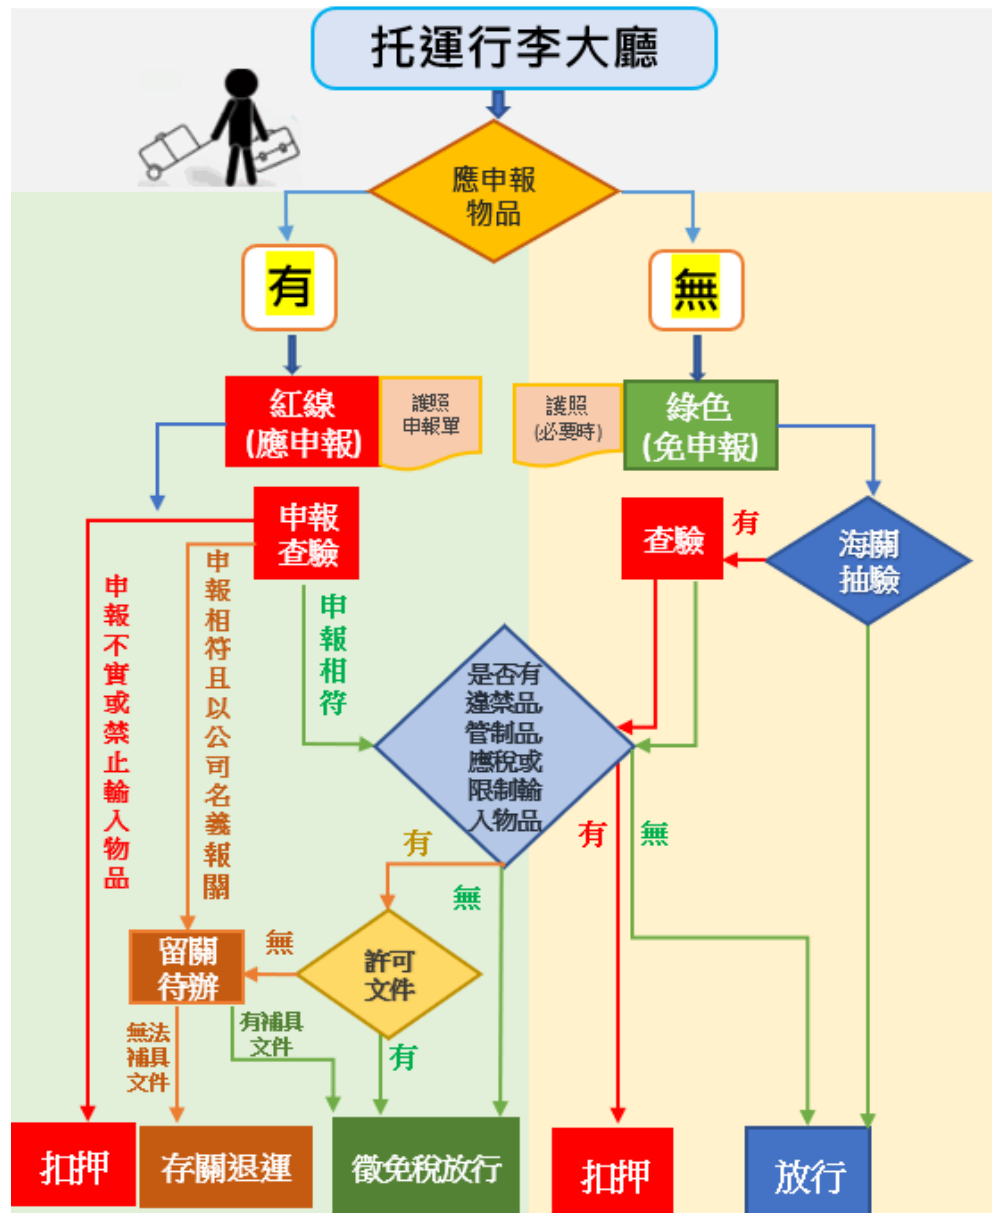 托運行李大廳
應申報
物品
有
無
紅線
(應申報)
護照
申報單
護照
(必要時)
綠色
(免申報)
申報
查驗
查驗
有
海關
抽驗
申報不實或禁止輸入物品
申報相符且以公司名義報關
申報相符
是否有
違禁品,
管制品,
應稅或
限制輸
入物品
有
無
有
無
留關
待辦
無
許可
文件
無法
補具
文件
有補具
文件
有
扣押
存關退運
徵免稅放行
扣押
放行